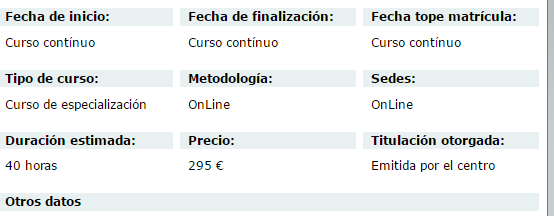 Fecha de inicio: Fecha de finalización: Fecha tope matrícula:
Curso contínuo Curso contínuo Curso contínuo
Tipo de curso: Metodología: Sedes:
Curso de especialización OnLine OnLine
Duración estimada: Precio: Titulación otorgada:
40 horas 295 € Emitida por el centro
Otros datos